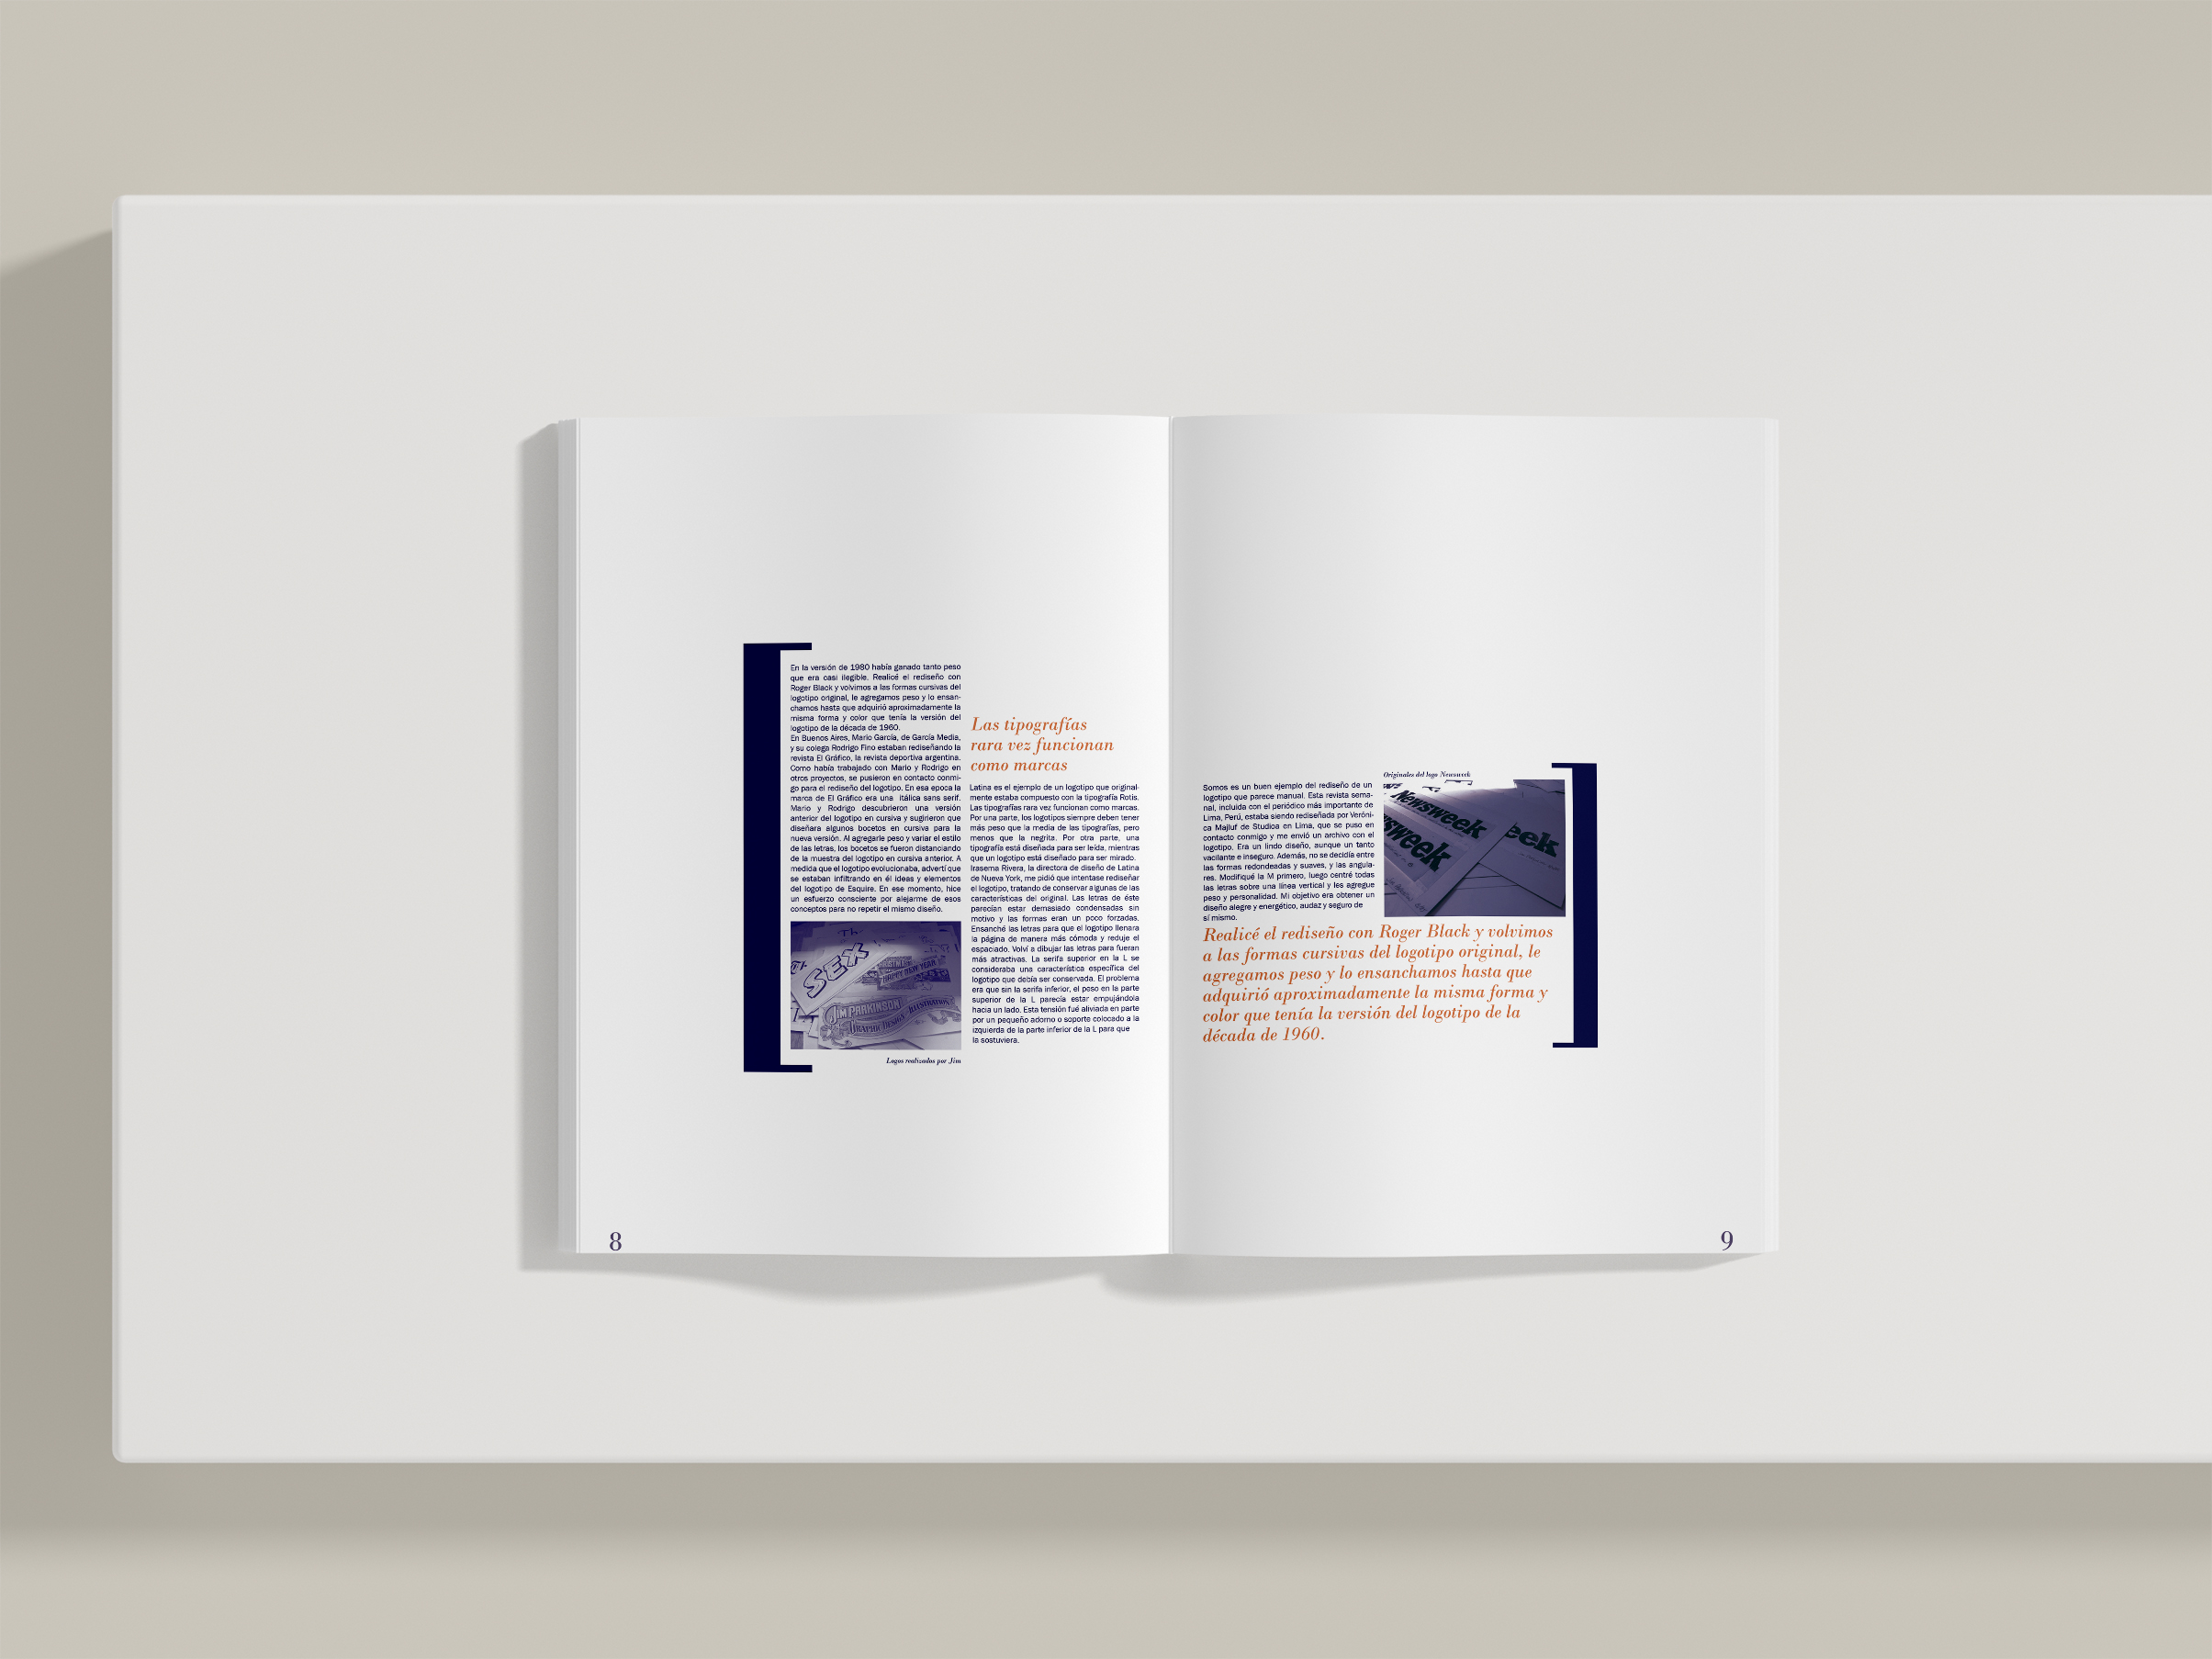 En la versión de 1980 había ganado tanto peso
que era casi ilegible. Realicé el rediseño con
Roger Black y volvimos a las formas cursivas del
logotipo original, le agregamos peso y lo ensan-
chamos hasta que adquirió aproximadamente la
misma forma y color que tenía la versión del
logotipo de la década de 1960.
En Buenos Aires, Mario García, de García Media,
y su colega Rodrigo Fino estaban rediseñando la
revista El Gráfico, la revista deportiva argentina.
Como había trabajado con Mario y Rodrigo en
otros proyectos, se pusieron en contacto conmi-
go para el rediseño del logotipo. En esa epoca la
marca de El Gráfico era una itálica sans serif.
Mario y Rodrigo descubrieron una versión
anterior del logotipo en cursiva y sugirieron que
diseñara algunos bocetos en cursiva para la
nueva versión. Al agregarle peso y variar el estilo
de las letras, los bocetos se fueron distanciando
de la muestra del logotipo en cursiva anterior. A
medida que el logotipo evolucionaba, advertí que
se estaban infiltrando en él ideas y elementos
del logotipo de Esquire. En ese momento, hice
un esfuerzo consciente por alejarme de esos
conceptos para no repetir el mismo diseño.
Th
SEX
HAPPY NEW YEAR
JIM PARKINSON
GRAPHIC DESIGN ILLUSTRATION
Logos realizados por Jim
Las tipografías
rara vez funcionan
como marcas
Latina es el ejemplo de un logotipo que original-
mente estaba compuesto con la tipografía Rotis.
Las tipografías rara vez funcionan como marcas.
Por una parte, los logotipos siempre deben tener
más peso que la media de las tipografías, pero
menos que la negrita. Por otra parte, una
tipografía está diseñada para ser leída, mientras
que un logotipo está diseñado para ser mirado.
Irasema Rivera, la directora de diseño de Latina
de Nueva York, me pidió que intentase rediseñar
el logotipo, tratando de conservar algunas de las
características del original. Las letras de éste
parecían estar demasiado condensadas sin
motivo y las formas eran un poco forzadas.
Ensanché las letras para que el logotipo llenara
la página de manera más cómoda y reduje el
espaciado. Volví a dibujar las letras para fueran
más atractivas. La serifa superior en la L se
consideraba una característica específica del
logotipo que debía ser conservada. El problema
era que sin la serifa inferior, el peso en la parte
superior de la L parecía estar empujándola
hacia un lado. Esta tensión fué aliviada en parte
por un pequeño adorno o soporte colocado a la
izquierda de la parte inferior de la L para que
la sostuviera.
8
Somos es un buen ejemplo del rediseño de un
logotipo que parece manual. Esta revista sema-
nal, incluida con el periódico más importante de
Lima, Perú, estaba siendo rediseñada por Veróni-
ca Majluf de Studioa en Lima, que se puso en
contacto conmigo y me envió un archivo con el
logotipo. Era un lindo diseño, aunque un tanto
vacilante e inseguro. Además, no se decidía entre
las formas redondeadas y suaves, y las angula-
res. Modifiqué la M primero, luego centré todas
las letras sobre una línea vertical y les agregue
peso y personalidad. Mi objetivo era obtener un
diseño alegre y energético, audaz y seguro de
sí mismo.
Originales del logo Newsweek
Newsweek
sweek
eek
Realicé el rediseño con Roger Black y volvimos
a las formas cursivas del logotipo original, le
agregamos peso y lo ensanchamos hasta que
adquirió aproximadamente la misma forma y
color que tenía la versión del logotipo de la
década de 1960.
9